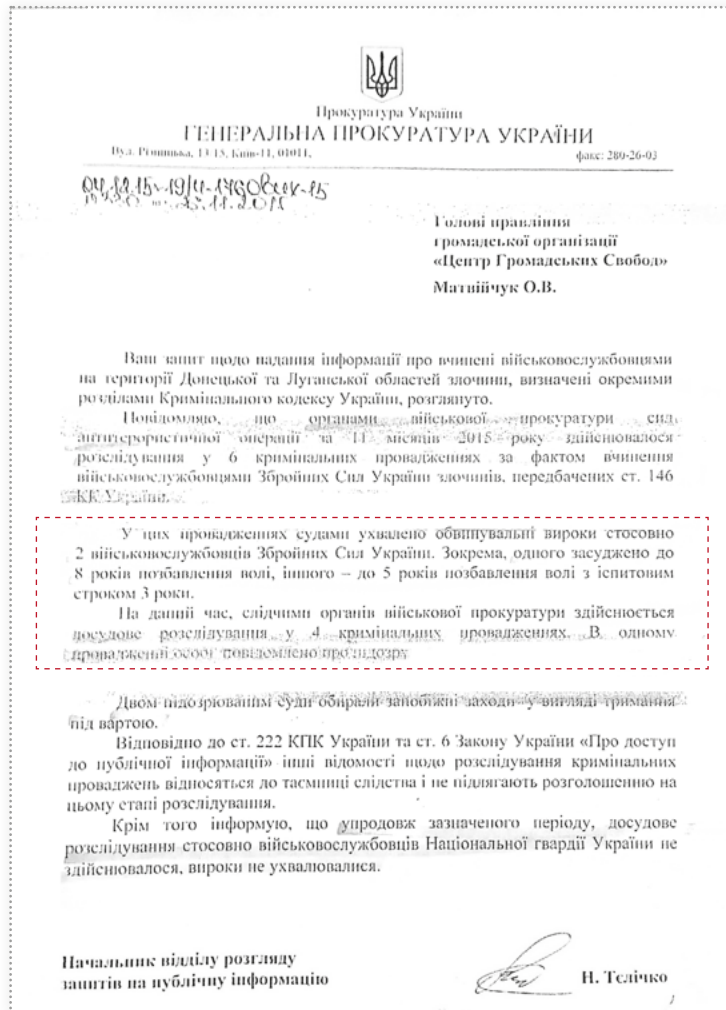 Прокуратура України
ГЕНЕРАЛЬНА ПРОКУРАТУРА УКРАЇНИ
Вул. Різницька, 13-15, Київ-11, 01011, факс: 280-26-03
Голові правління
громадської організації
«Центр Громадських Свобод»
Матвійчук О.В.
Ваш запит щодо надання інформації про вчинені військовослужбовцями
на території Донецької та Луганської областей злочини, визначені окремими
розділами Кримінального кодексу України, розглянуто.
Повідомляю, що органами військової прокуратури сил
антитерористичної операції за 11 місяців 2015 року здійснювалося
розслідування у 6 кримінальних провадженнях за фактом вчинення
військовослужбовцями Збройних Сил України злочинів, передбачених ст. 146
КК України.
У цих провадженнях судами ухвалено обвинувальні вироки стосовно
2 військовослужбовців Збройних Сил України. Зокрема, одного засуджено до
8 років позбавлення волі, іншого – до 5 років позбавлення волі з іспитовим
строком 3 роки.
На даний час, слідчими органів військової прокуратури здійснюється
досудове розслідування у 4 кримінальних провадженнях. В одному
провадженні особі повідомлено про підозру
Двом підозрюваним суди обирали запобіжні заходи у вигляді тримання
під вартою.
Відповідно до ст. 222 КПК України та ст. 6 Закону України «Про доступ
до публічної інформації» інші відомості щодо розслідування кримінальних
проваджень відносяться до таємниці слідства і не підлягають розголошенню на
цьому етапі розслідування.
Крім того інформую, що упродовж зазначеного періоду, досудове
розслідування стосовно військовослужбовців Національної гвардії України не
здійснювалося, вироки не ухвалювалися.
Начальник відділу розгляду
запитів на публічну інформацію Н. Тєлічко